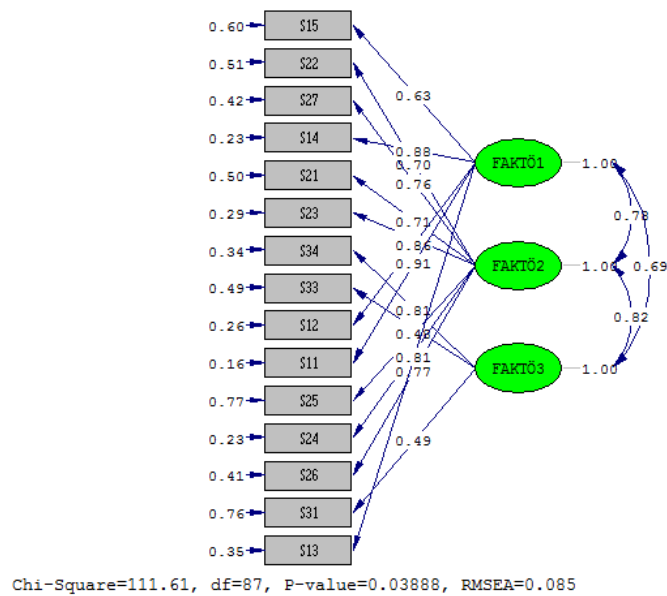 0.60 S15
0.51 S22
0.42 S27
0.23 S14
0.50 S21
0.29 S23
0.34 S34
0.49 S33
0.26 S12
0.16 S11
0.77 S25
0.23 S24
0.41 S26
0.76 S31
0.35 S13
0.63
0.88
0.70
0.76
0.71
0.86
0.91
0.81
0.81
0.77
0.49
FAKTÖ1 1.00
FAKTÖ2 1.00
FAKTÖ3 1.00
0.78
0.69
0.82
Chi-Square=111.61, df=87, P-value=0.03888, RMSEA=0.085